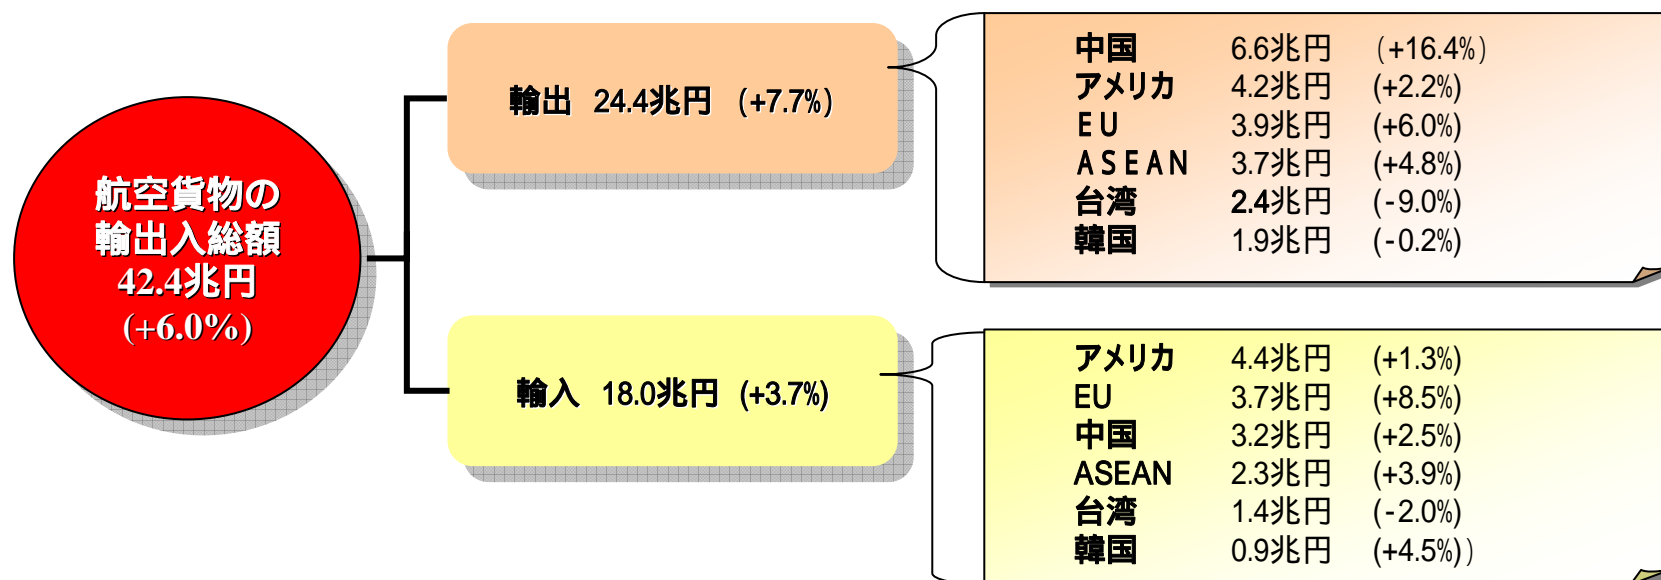 航空貨物の
輸出入総額
42.4兆円
(+6.0%)
輸出 24.4兆円 (+7.7%)
中国 6.6兆円 (+16.4%)
アメリカ 4.2兆円 (+2.2%)
ＥＵ 3.9兆円 (+6.0%)
ＡＳＥＡＮ 3.7兆円 (+4.8%)
台湾 2.4兆円 (-9.0%)
韓国 1.9兆円 (-0.2%)
輸入 18.0兆円 (+3.7%)
アメリカ 4.4兆円 (+1.3%)
EU 3.7兆円 (+8.5%)
中国 3.2兆円 (+2.5%)
ASEAN 2.3兆円 (+3.9%)
台湾 1.4兆円 (-2.0%)
韓国 0.9兆円 (+4.5%))